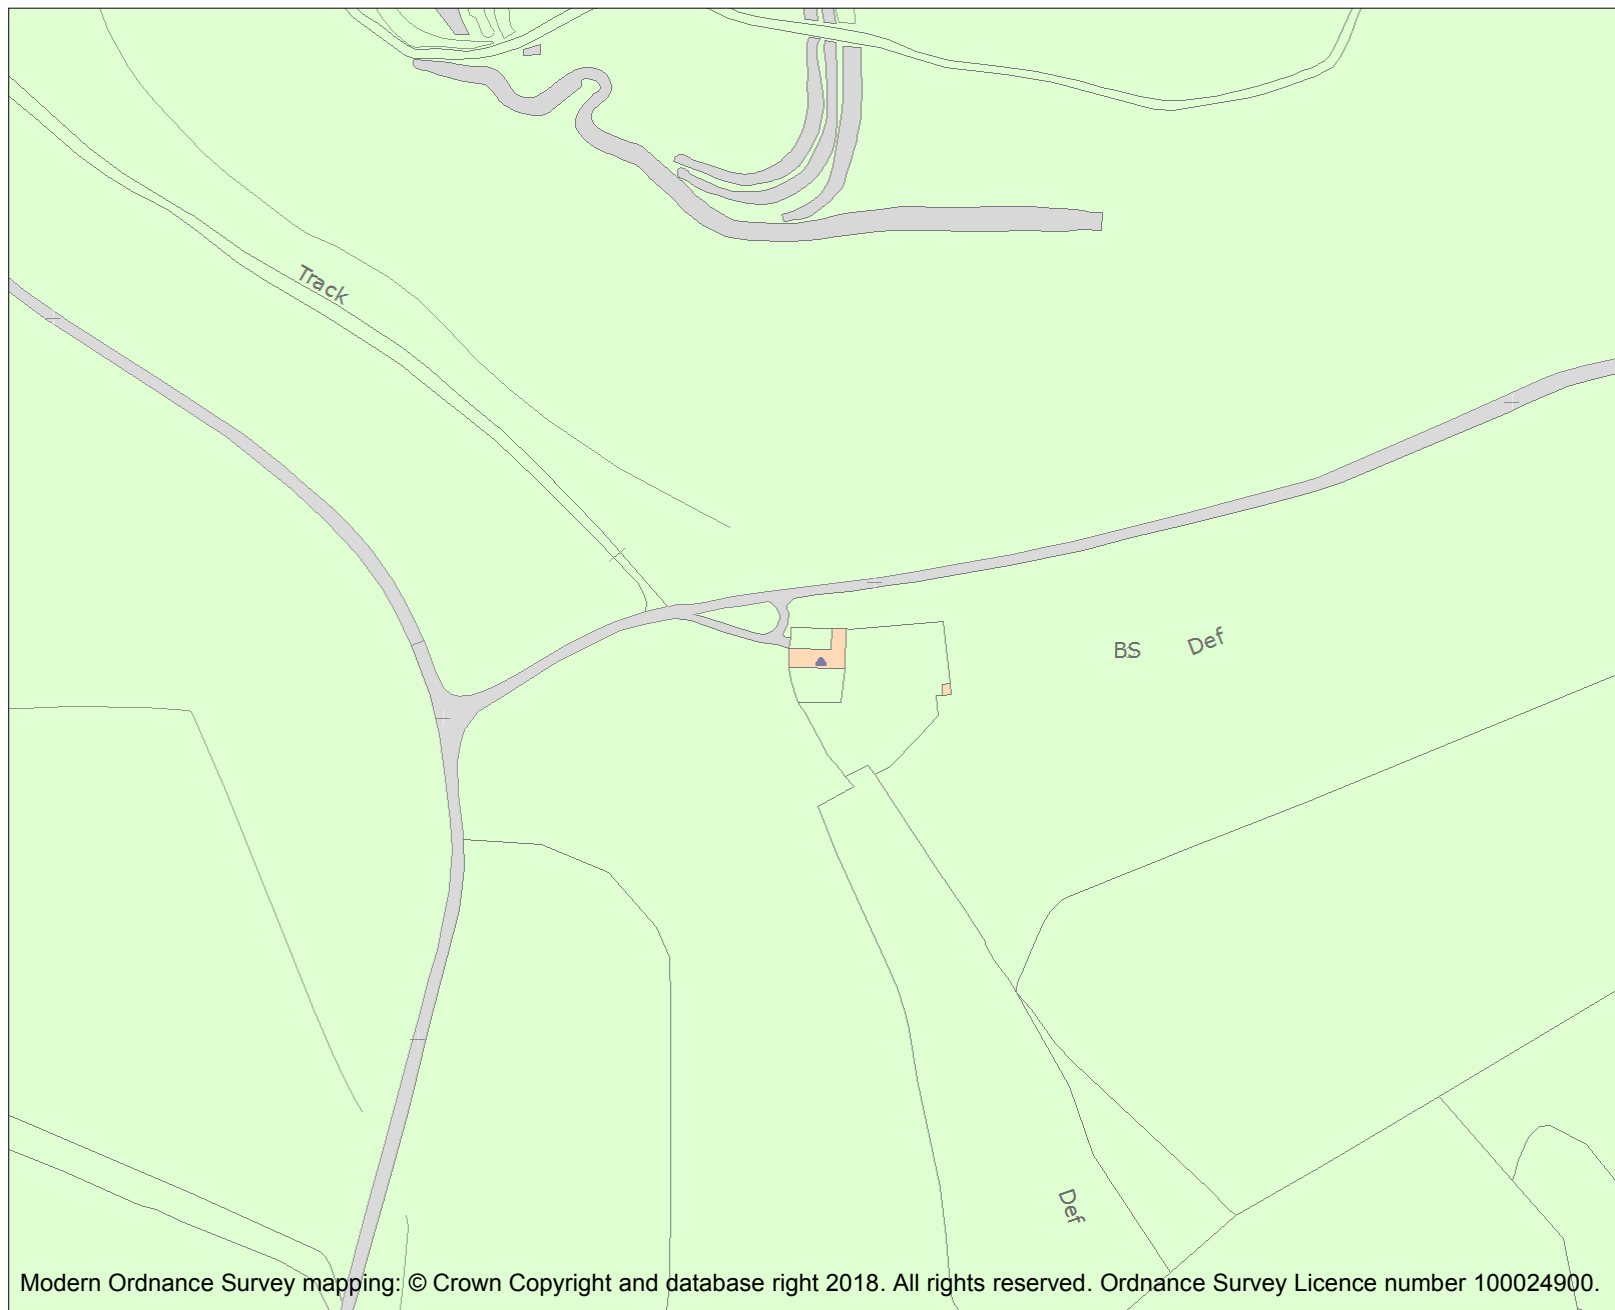 Track
BS
Def
Def
Modern Ordnance Survey mapping: © Crown Copyright and database right 2018. All rights reserved. Ordnance Survey Licence number 100024900.